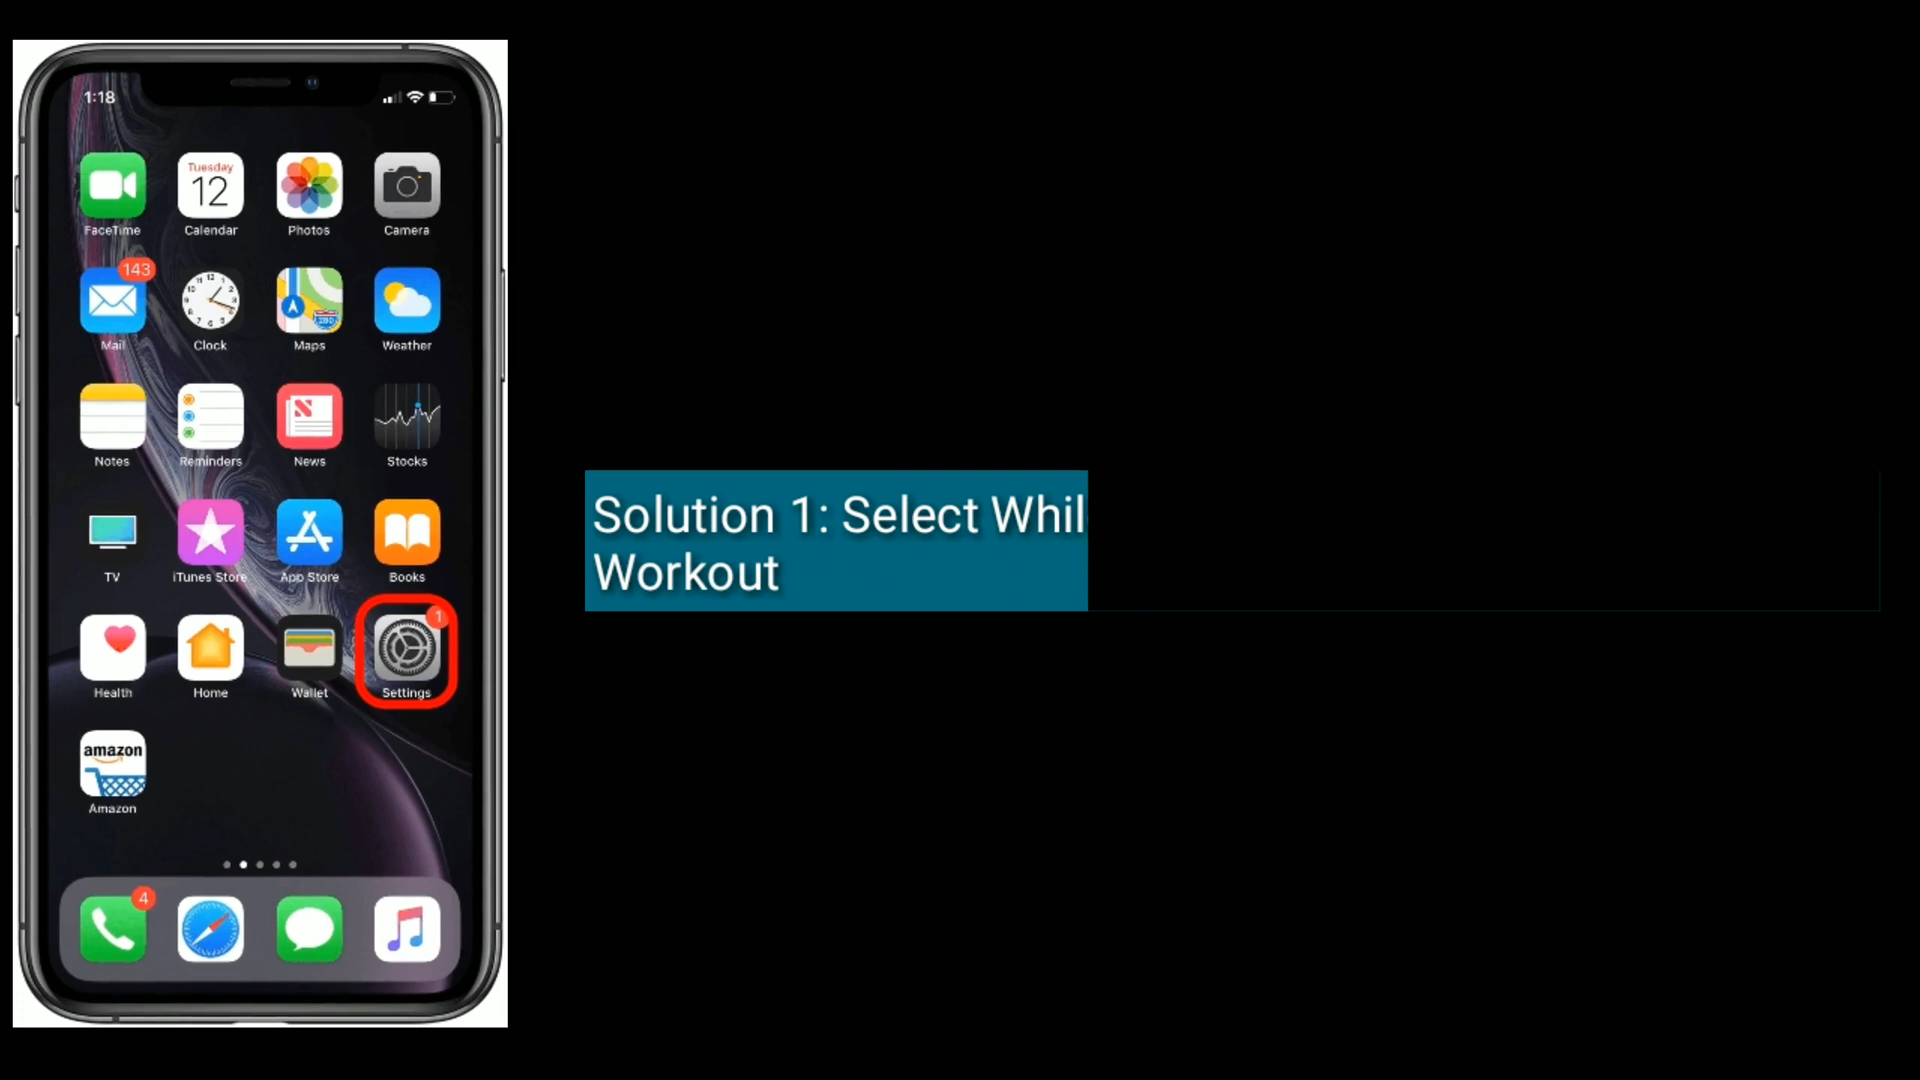 1:18
FaceTime
Tuesday
12
Calendar
Photos
Camera
143
Mail
Clock
280
Maps
Weather
Notes
Reminders
News
Stocks
TV
iTunes Store
App Store
Books
Health
Home
Wallet
1
Settings
amazon
Amazon
4
Solution 1: Select Whil
Workout